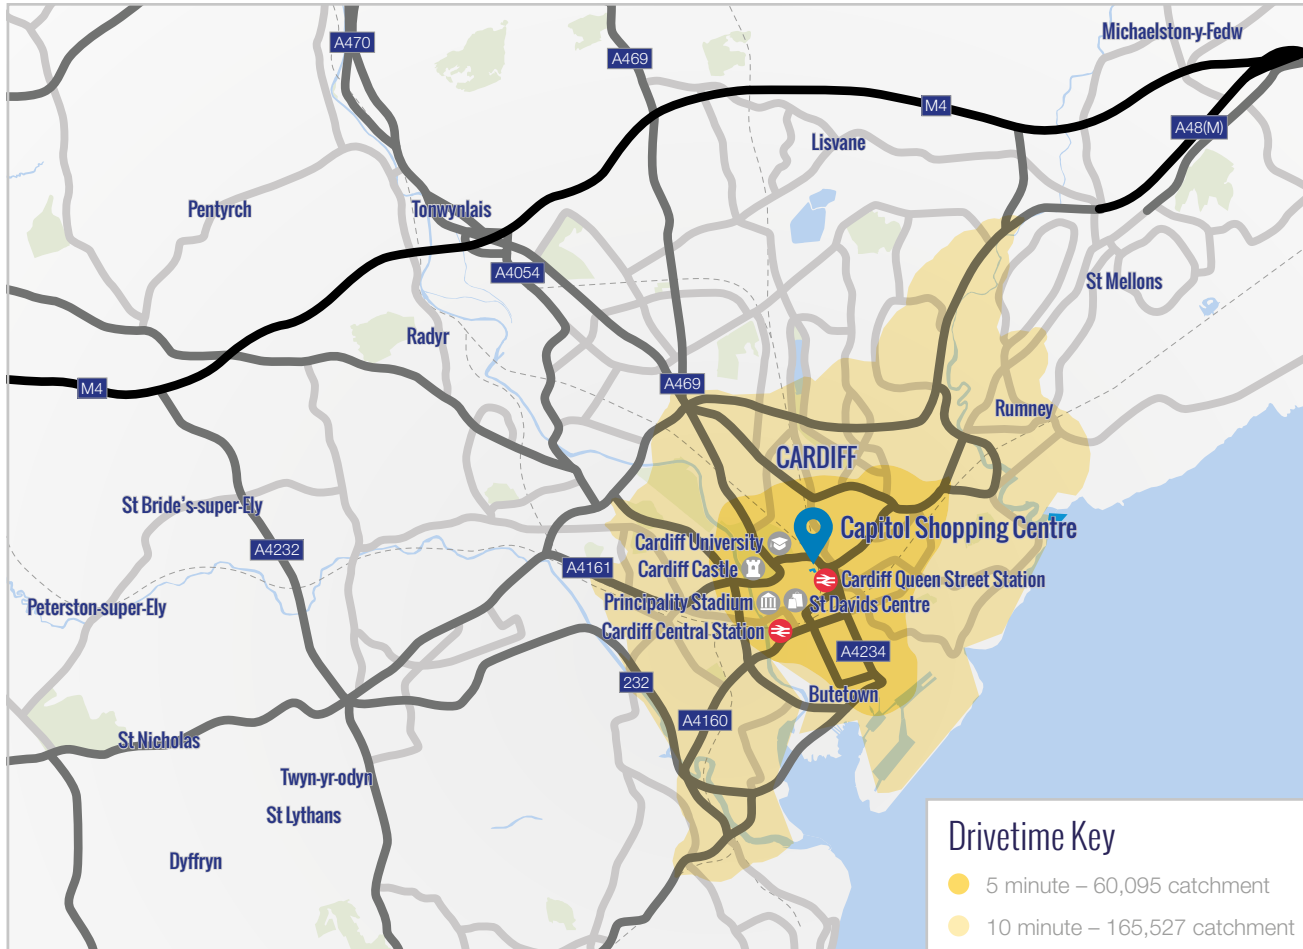 Michaelston-y-Fedw
A470
A469
M4
A48(M)
Lisvane
Pentyrch
Tonwynlais
A4054
St Mellons
Radyr
M4
A469
Rumney
CARDIFF
St Bride's-super-Ely
Capitol Shopping Centre
Cardiff University
A4232
A4161
Cardiff Castle
Cardiff Queen Street Station
Peterston-super-Ely
Principality Stadium
St Davids Centre
Cardiff Central Station
A4234
232
Butetown
A4160
St Nicholas
Twyn-yr-odyn
St Lythans
Dyffryn
Drivetime Key
5 minute – 60,095 catchment
10 minute – 165,527 catchment